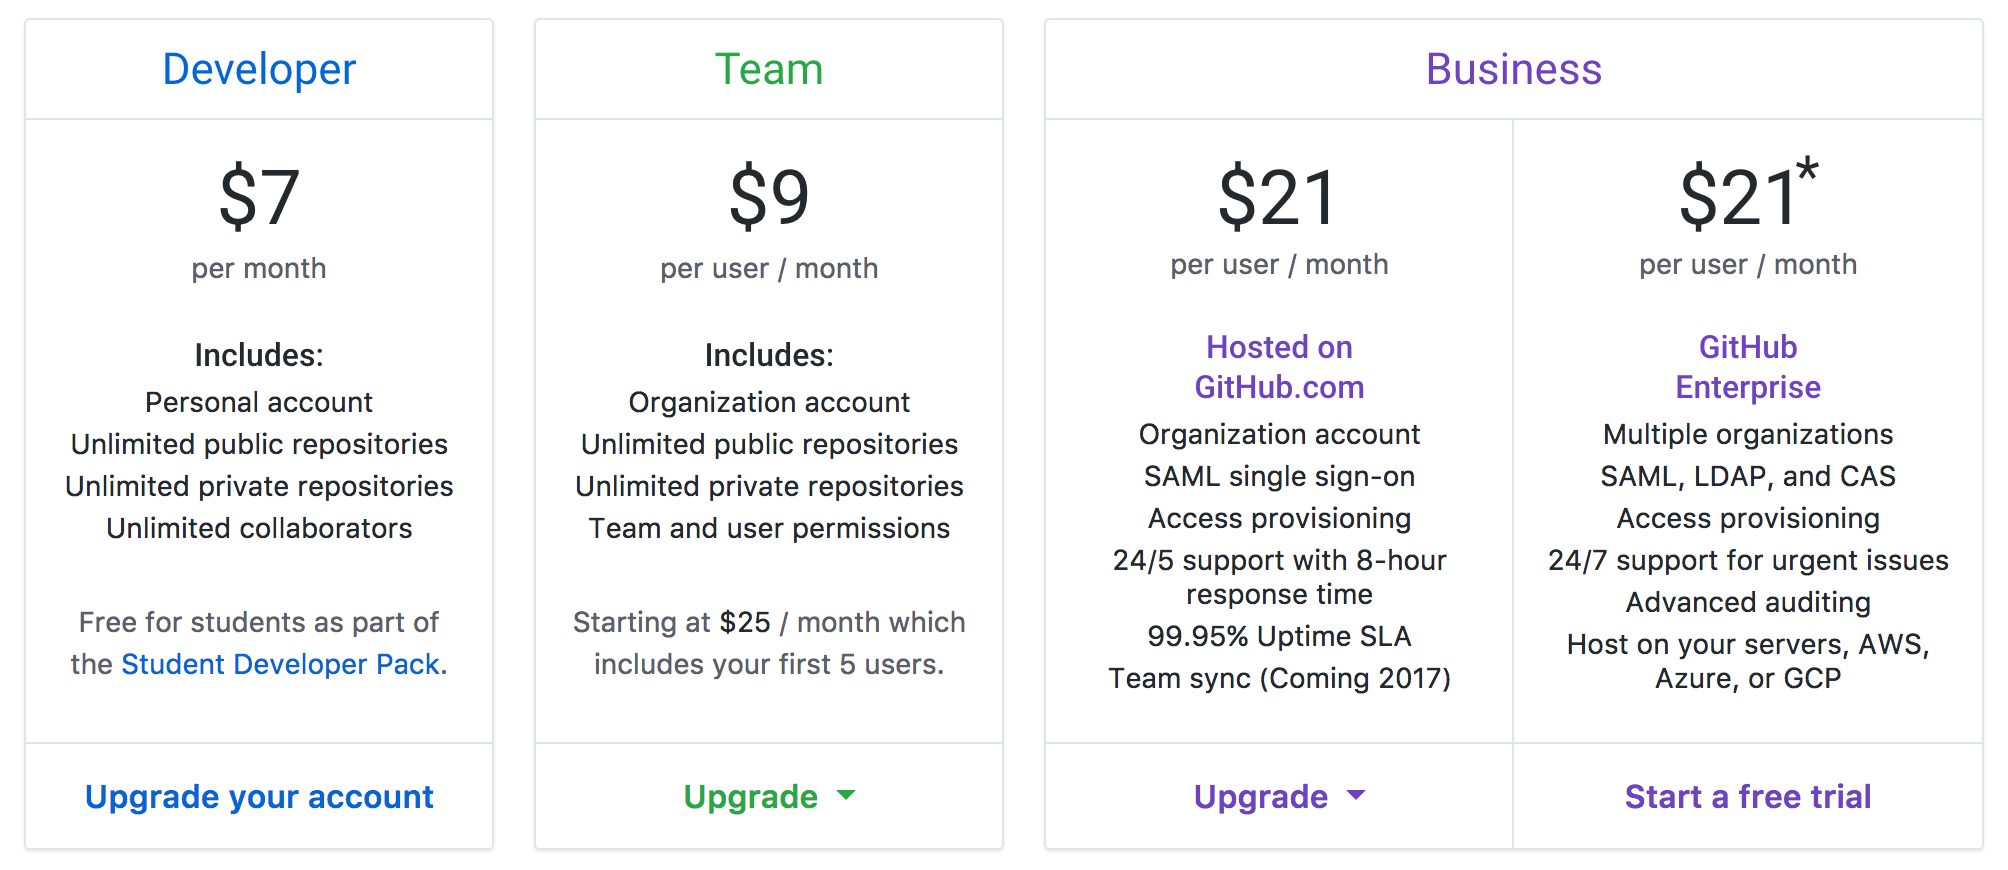 Developer
$7
per month
Includes:
Personal account
Unlimited public repositories
Unlimited private repositories
Unlimited collaborators
Free for students as part of
the Student Developer Pack.
Upgrade your account
Team
$9
per user / month
Includes:
Organization account
Unlimited public repositories
Unlimited private repositories
Team and user permissions
Starting at $25 / month which
includes your first 5 users.
Upgrade
Business
$21
per user / month
Hosted on
GitHub.com
Organization account
SAML single sign-on
Access provisioning
24/5 support with 8-hour
response time
99.95% Uptime SLA
Team sync (Coming 2017)
Upgrade
$21*
per user / month
GitHub
Enterprise
Multiple organizations
SAML, LDAP, and CAS
Access provisioning
24/7 support for urgent issues
Advanced auditing
Host on your servers, AWS,
Azure, or GCP
Start a free trial